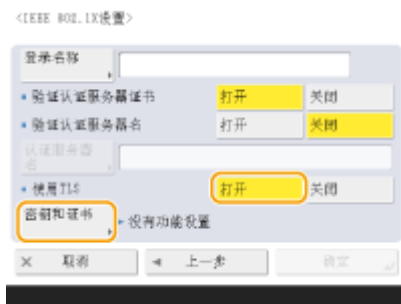 <IEEE 802.1X设置>
登录名称
验证认证服务器证书 打开 关闭
验证认证服务器名 打开 关闭
认证服务器名
使用TLS 打开 关闭
密钥和证书 没有功能设置
取消 上一步 确定